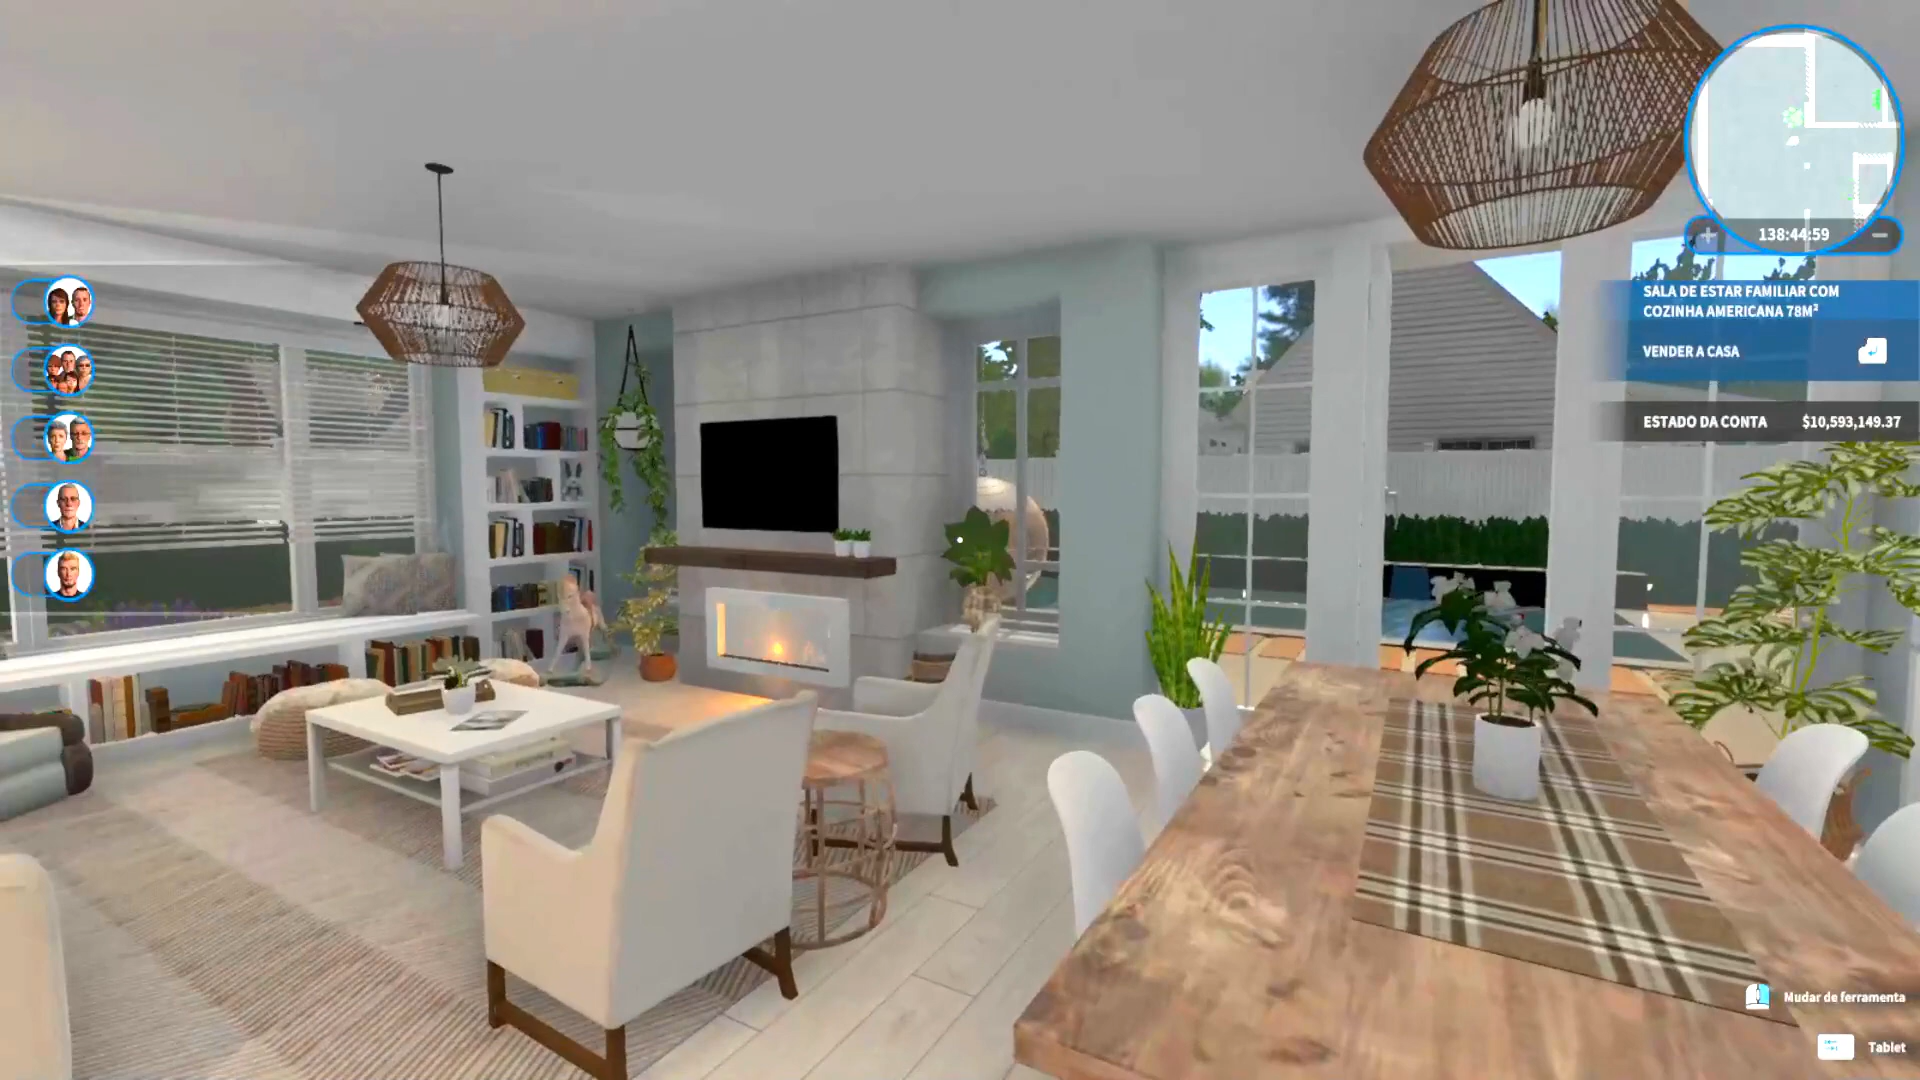 138:44:59
SALA DE ESTAR FAMILIAR COM
COZINHA AMERICANA 78M²
VENDER A CASA
ESTADO DA CONTA $10,593,149.37
Mudar de ferramenta
Tablet